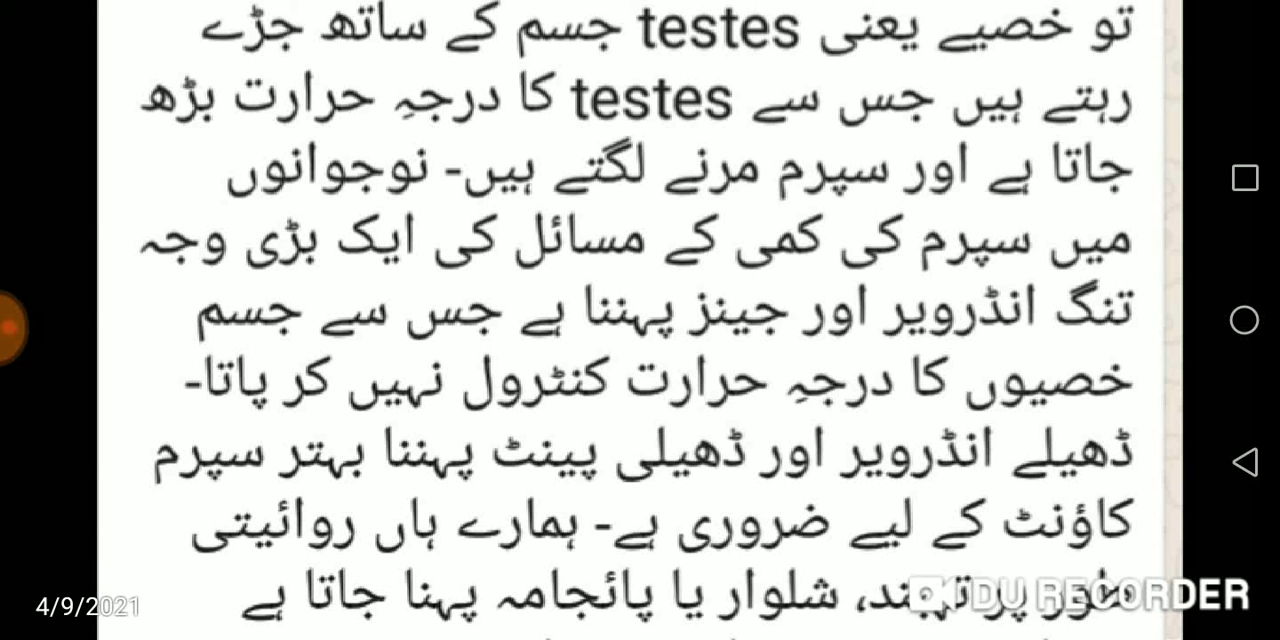 تو خصیے یعنی testes جسم کے ساتھ جڑے
رہتے ہیں جس سے testes کا درجہِ حرارت بڑھ
جاتا ہے اور سپرم مرنے لگتے ہیں- نوجوانوں
میں سپرم کی کمی کے مسائل کی ایک بڑی وجہ
تنگ انڈرویر اور جینز پہننا ہے جس سے جسم
خصیوں کا درجہِ حرارت کنٹرول نہیں کر پاتا-
ڈھیلے انڈرویر اور ڈھیلی پینٹ پہننا بہتر سپرم
کاؤنٹ کے لیے ضروری ہے- ہمارے ہاں روائیتی
طور پر تہبند، شلوار یا پائجامہ پہنا جاتا ہے
DU RECORDER
4/9/2021